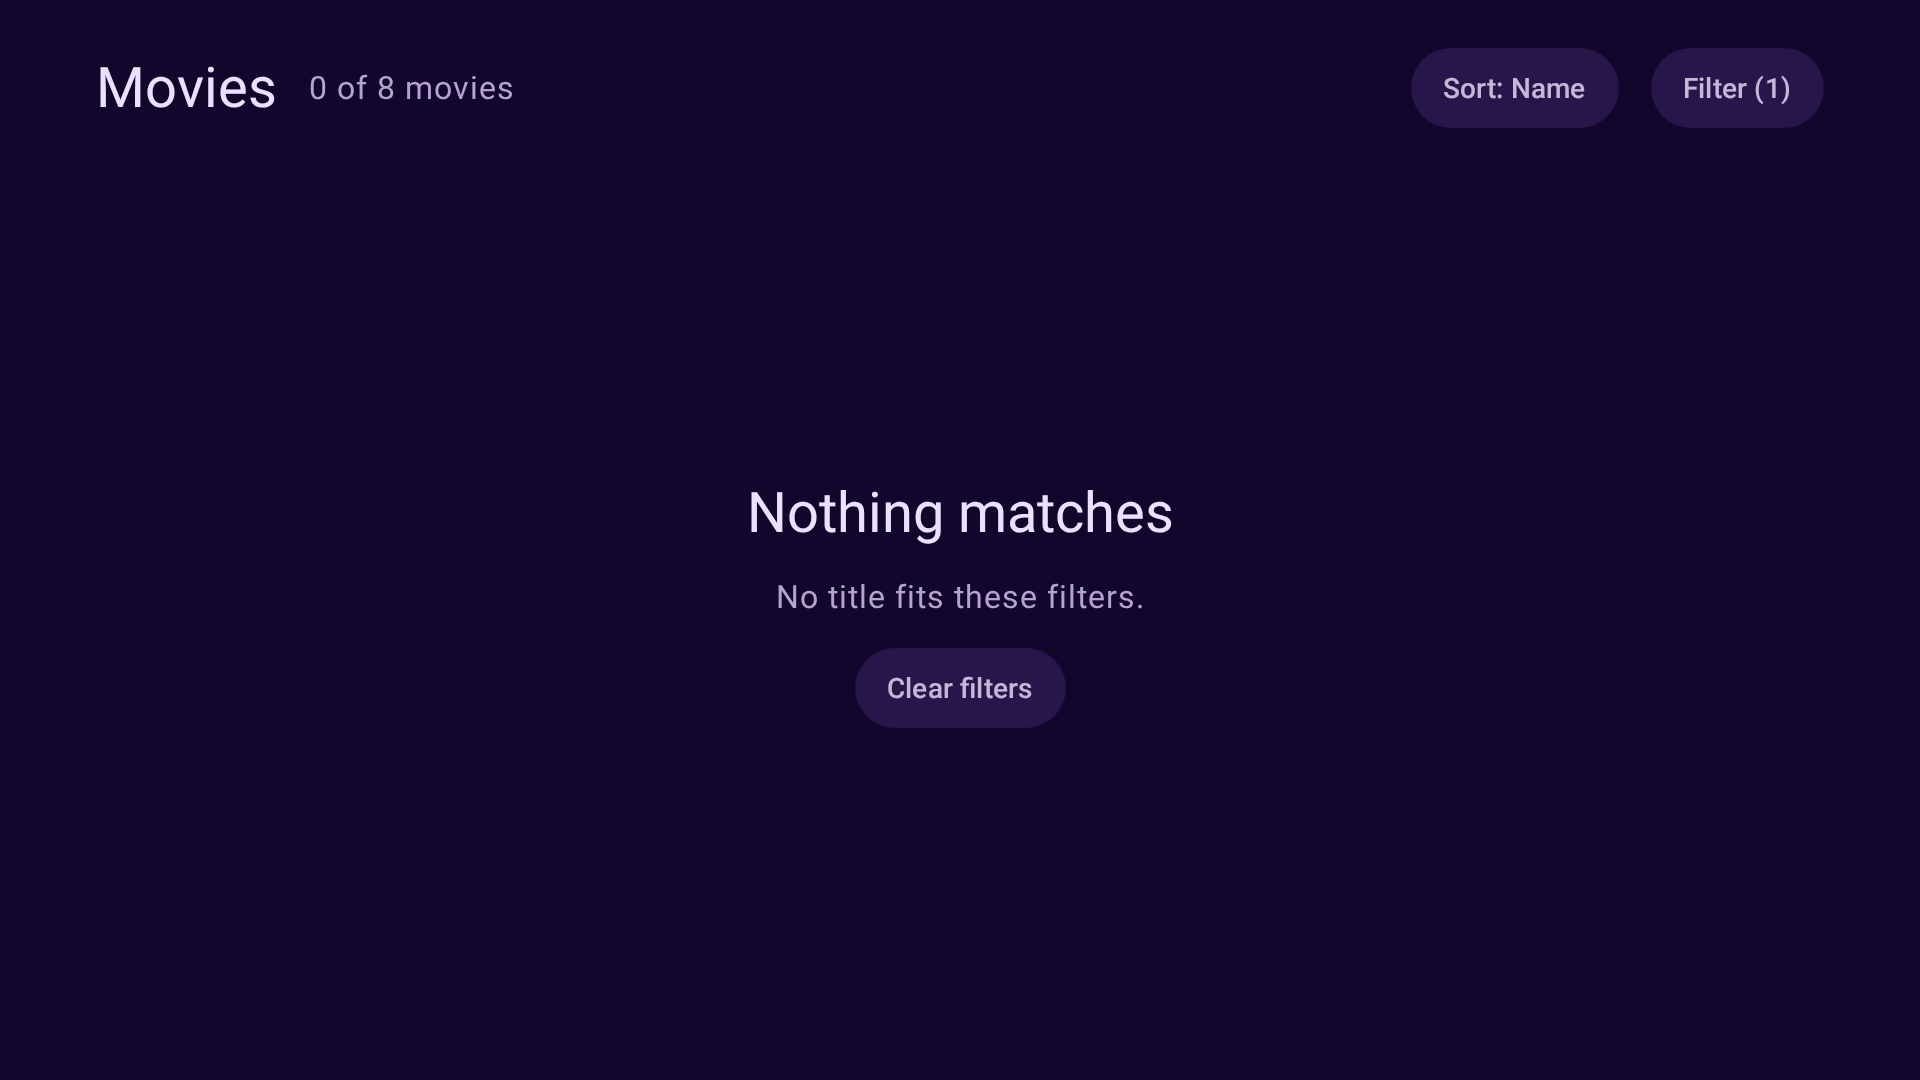 Movies
0 of 8 movies
Sort: Name
Filter (1)
Nothing matches
No title fits these filters.
Clear filters